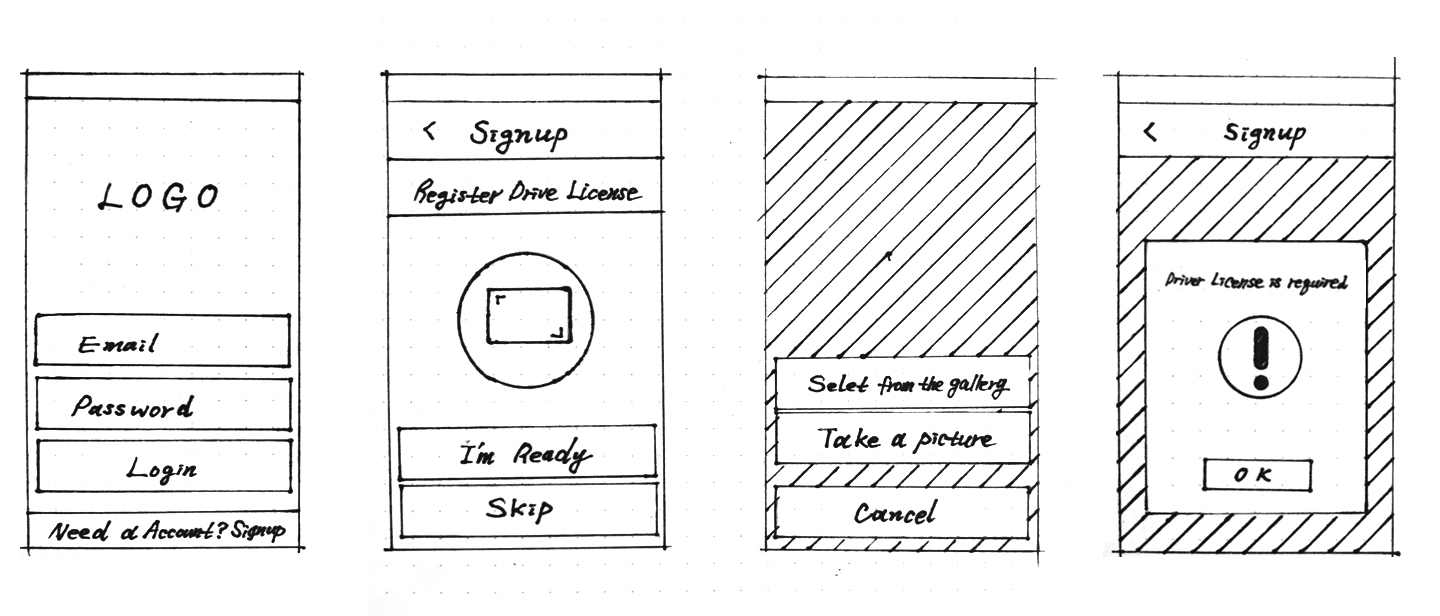 LOGO
Email
Password
Login
Need a Account? Signup
< Signup
Register Drive License
I'm Ready
Skip
Selet from the gallery
Take a picture
Cancel
< Signup
Driver License is required
!
OK